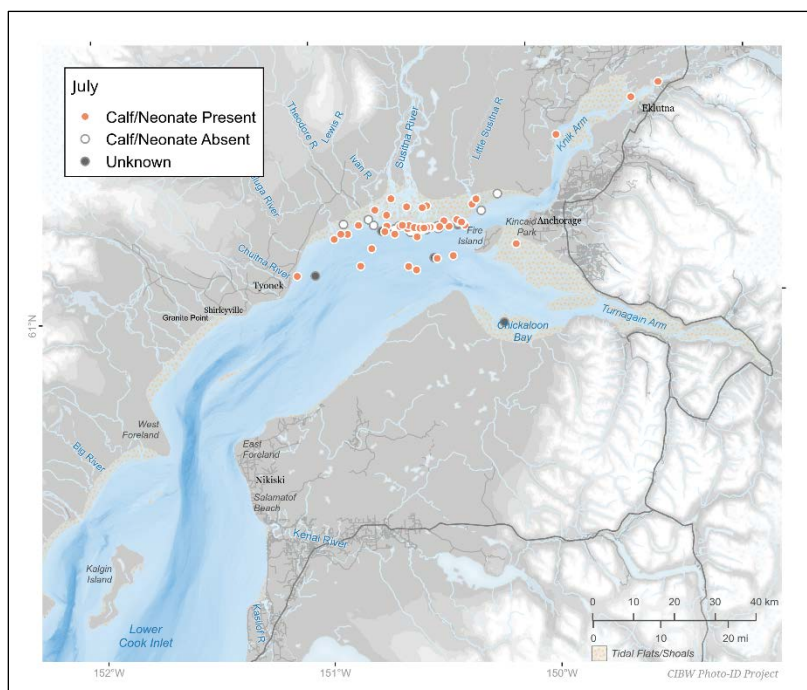 July
Calf/Neonate Present
Calf/Neonate Absent
Unknown
Theodore R
Lewis R
Ivan R
Susitna River
Little Susitna R
Knik Arm
Eklutna
Anchorage
Kincaid
Park
Fire
Island
Chuitna River
Tyonek
Shirleyville
Granite Point
61°N
Chickaloon
Bay
Turnagain Arm
West
Foreland
East
Foreland
Big River
Nikiski
Salamatof
Beach
Kenai River
Kalgin
Island
Lower
Cook Inlet
Kasilof R
0 10 20 30 40 km
0 10 20 mi
Tidal Flats/Shoals
152°W
151°W
150°W
CIBW Photo-ID Project